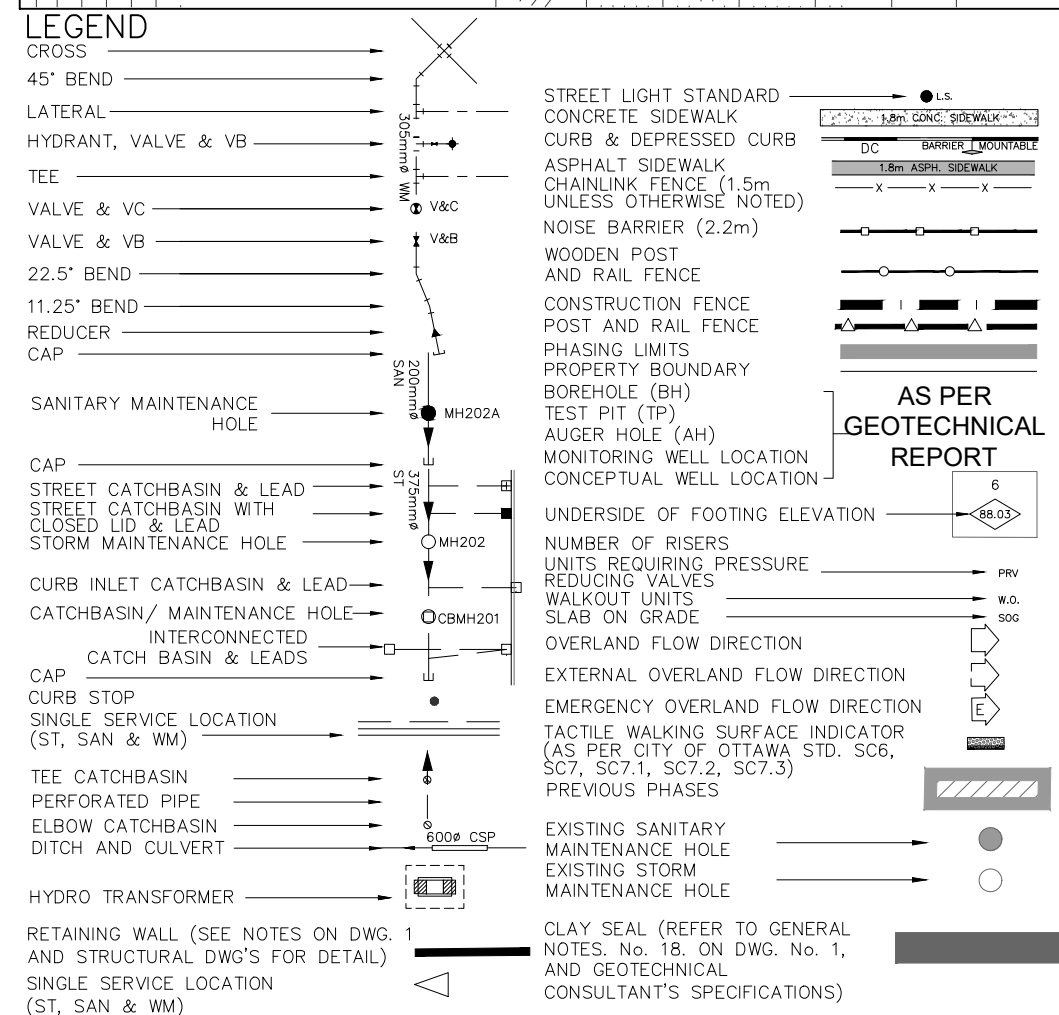 LEGEND
CROSS
45° BEND
LATERAL
HYDRANT, VALVE & VB
TEE
VALVE & VC
VALVE & VB
22.5° BEND
11.25° BEND
REDUCER
CAP
SANITARY MAINTENANCE
HOLE
CAP
STREET CATCHBASIN & LEAD
STREET CATCHBASIN WITH
CLOSED LID & LEAD
STORM MAINTENANCE HOLE
CURB INLET CATCHBASIN & LEAD
CATCHBASIN/ MAINTENANCE HOLE
INTERCONNECTED
CATCH BASIN & LEADS
CAP
CURB STOP
SINGLE SERVICE LOCATION
(ST, SAN & WM)
TEE CATCHBASIN
PERFORATED PIPE
ELBOW CATCHBASIN
DITCH AND CULVERT
HYDRO TRANSFORMER
RETAINING WALL (SEE NOTES ON DWG. 1
AND STRUCTURAL DWG'S FOR DETAIL)
SINGLE SERVICE LOCATION
(ST, SAN & WM)
305mmø WM
V&C
V&B
200mmø
SAN
MH202A
375mmø
ST
MH202
CBMH201
600ø CSP
STREET LIGHT STANDARD
L.S.
CONCRETE SIDEWALK
1.8m CONC. SIDEWALK
CURB & DEPRESSED CURB
DC
BARRIER
MOUNTABLE
ASPHALT SIDEWALK
1.8m ASPH. SIDEWALK
CHAINLINK FENCE (1.5m
UNLESS OTHERWISE NOTED)
X X X
NOISE BARRIER (2.2m)
WOODEN POST
AND RAIL FENCE
CONSTRUCTION FENCE
POST AND RAIL FENCE
PHASING LIMITS
PROPERTY BOUNDARY
BOREHOLE (BH)
TEST PIT (TP)
AUGER HOLE (AH)
MONITORING WELL LOCATION
CONCEPTUAL WELL LOCATION
AS PER
GEOTECHNICAL
REPORT
UNDERSIDE OF FOOTING ELEVATION
6
88.03
NUMBER OF RISERS
UNITS REQUIRING PRESSURE
REDUCING VALVES
PRV
WALKOUT UNITS
W.O.
SLAB ON GRADE
SOG
OVERLAND FLOW DIRECTION
EXTERNAL OVERLAND FLOW DIRECTION
EMERGENCY OVERLAND FLOW DIRECTION
E
TACTILE WALKING SURFACE INDICATOR
(AS PER CITY OF OTTAWA STD. SC6,
SC7, SC7.1, SC7.2, SC7.3)
PREVIOUS PHASES
EXISTING SANITARY
MAINTENANCE HOLE
EXISTING STORM
MAINTENANCE HOLE
CLAY SEAL (REFER TO GENERAL
NOTES. No. 18. ON DWG. No. 1,
AND GEOTECHNICAL
CONSULTANT'S SPECIFICATIONS)